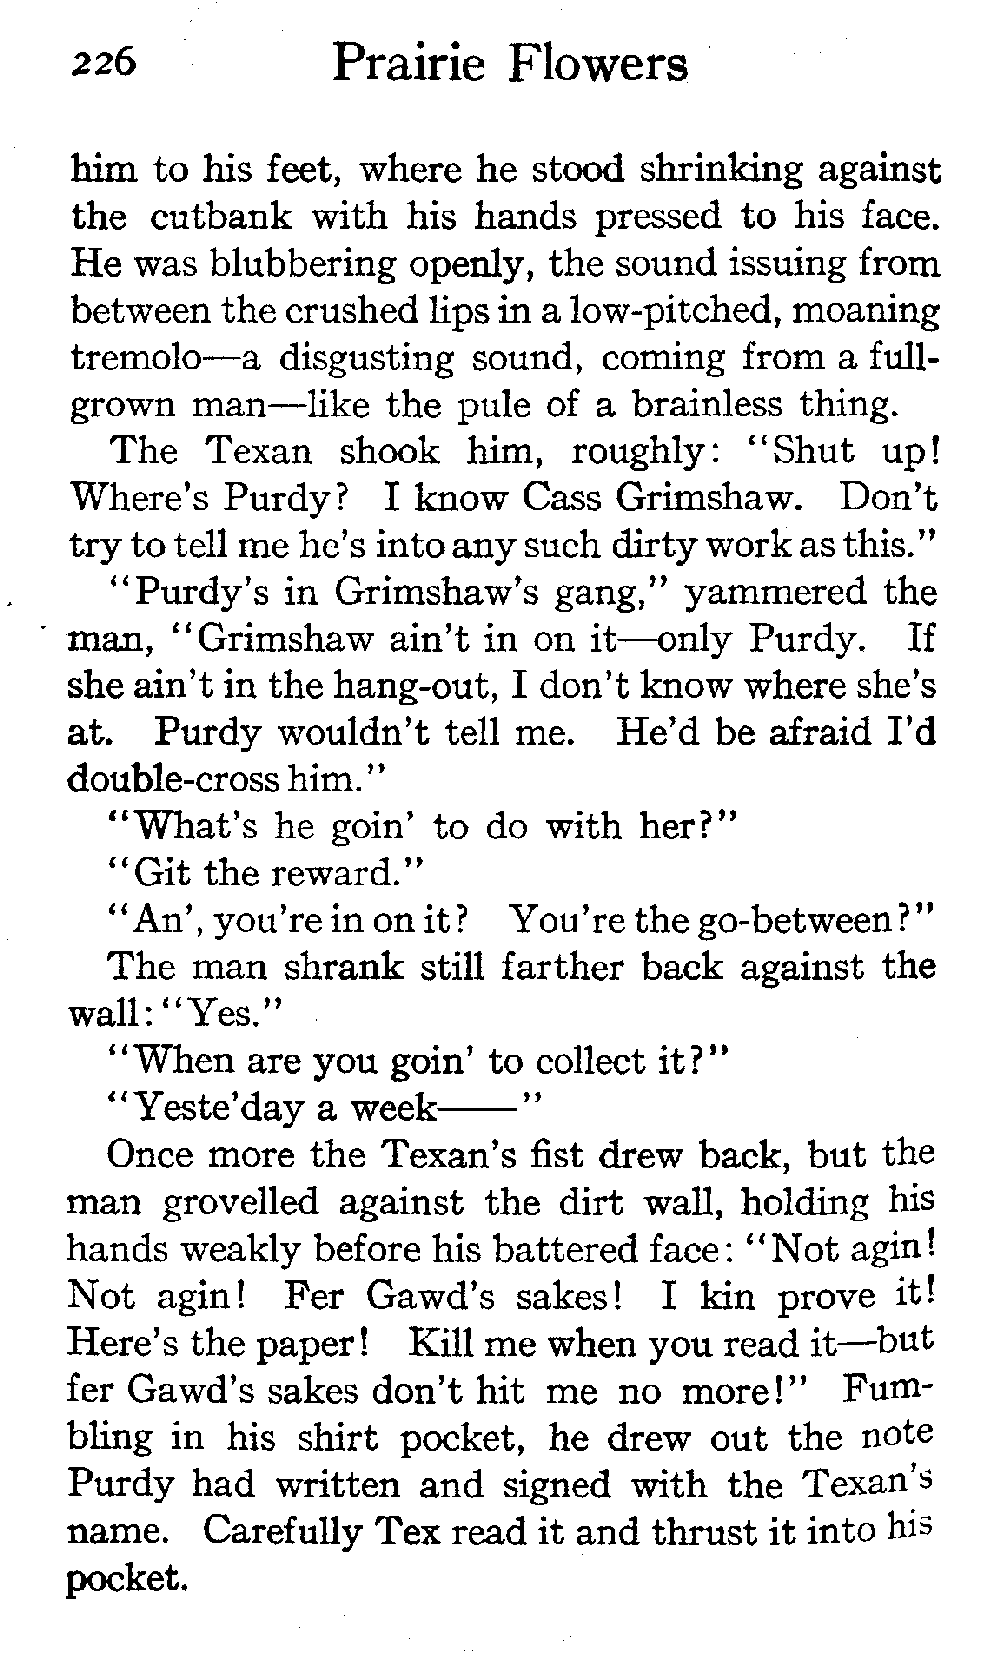 226 Prairie Flowers
him to his feet, where he stood shrinking against
the cutbank with his hands pressed to his face.
He was blubbering openly, the sound issuing from
between the crushed lips in a low-pitched, moaning
tremolo—a disgusting sound, coming from a full-
grown man—like the pule of a brainless thing.
The Texan shook him, roughly: "Shut up!
Where's Purdy? I know Cass Grimshaw. Don't
try to tell me he's into any such dirty work as this."
"Purdy's in Grimshaw's gang," yammered the
man, "Grimshaw ain't in on it—only Purdy. If
she ain't in the hang-out, I don't know where she's
at. Purdy wouldn't tell me. He'd be afraid I'd
double-cross him."
"What's he goin' to do with her?"
"Git the reward."
"An', you're in on it? You're the go-between?"
The man shrank still farther back against the
wall: "Yes."
"When are you goin' to collect it?"
"Yeste'day a week——"
Once more the Texan's fist drew back, but the
man grovelled against the dirt wall, holding his
hands weakly before his battered face: "Not agin!
Not agin! Fer Gawd's sakes! I kin prove it!
Here's the paper! Kill me when you read it—but
fer Gawd's sakes don't hit me no more!" Fum-
bling in his shirt pocket, he drew out the note
Purdy had written and signed with the Texan's
name. Carefully Tex read it and thrust it into his
pocket.